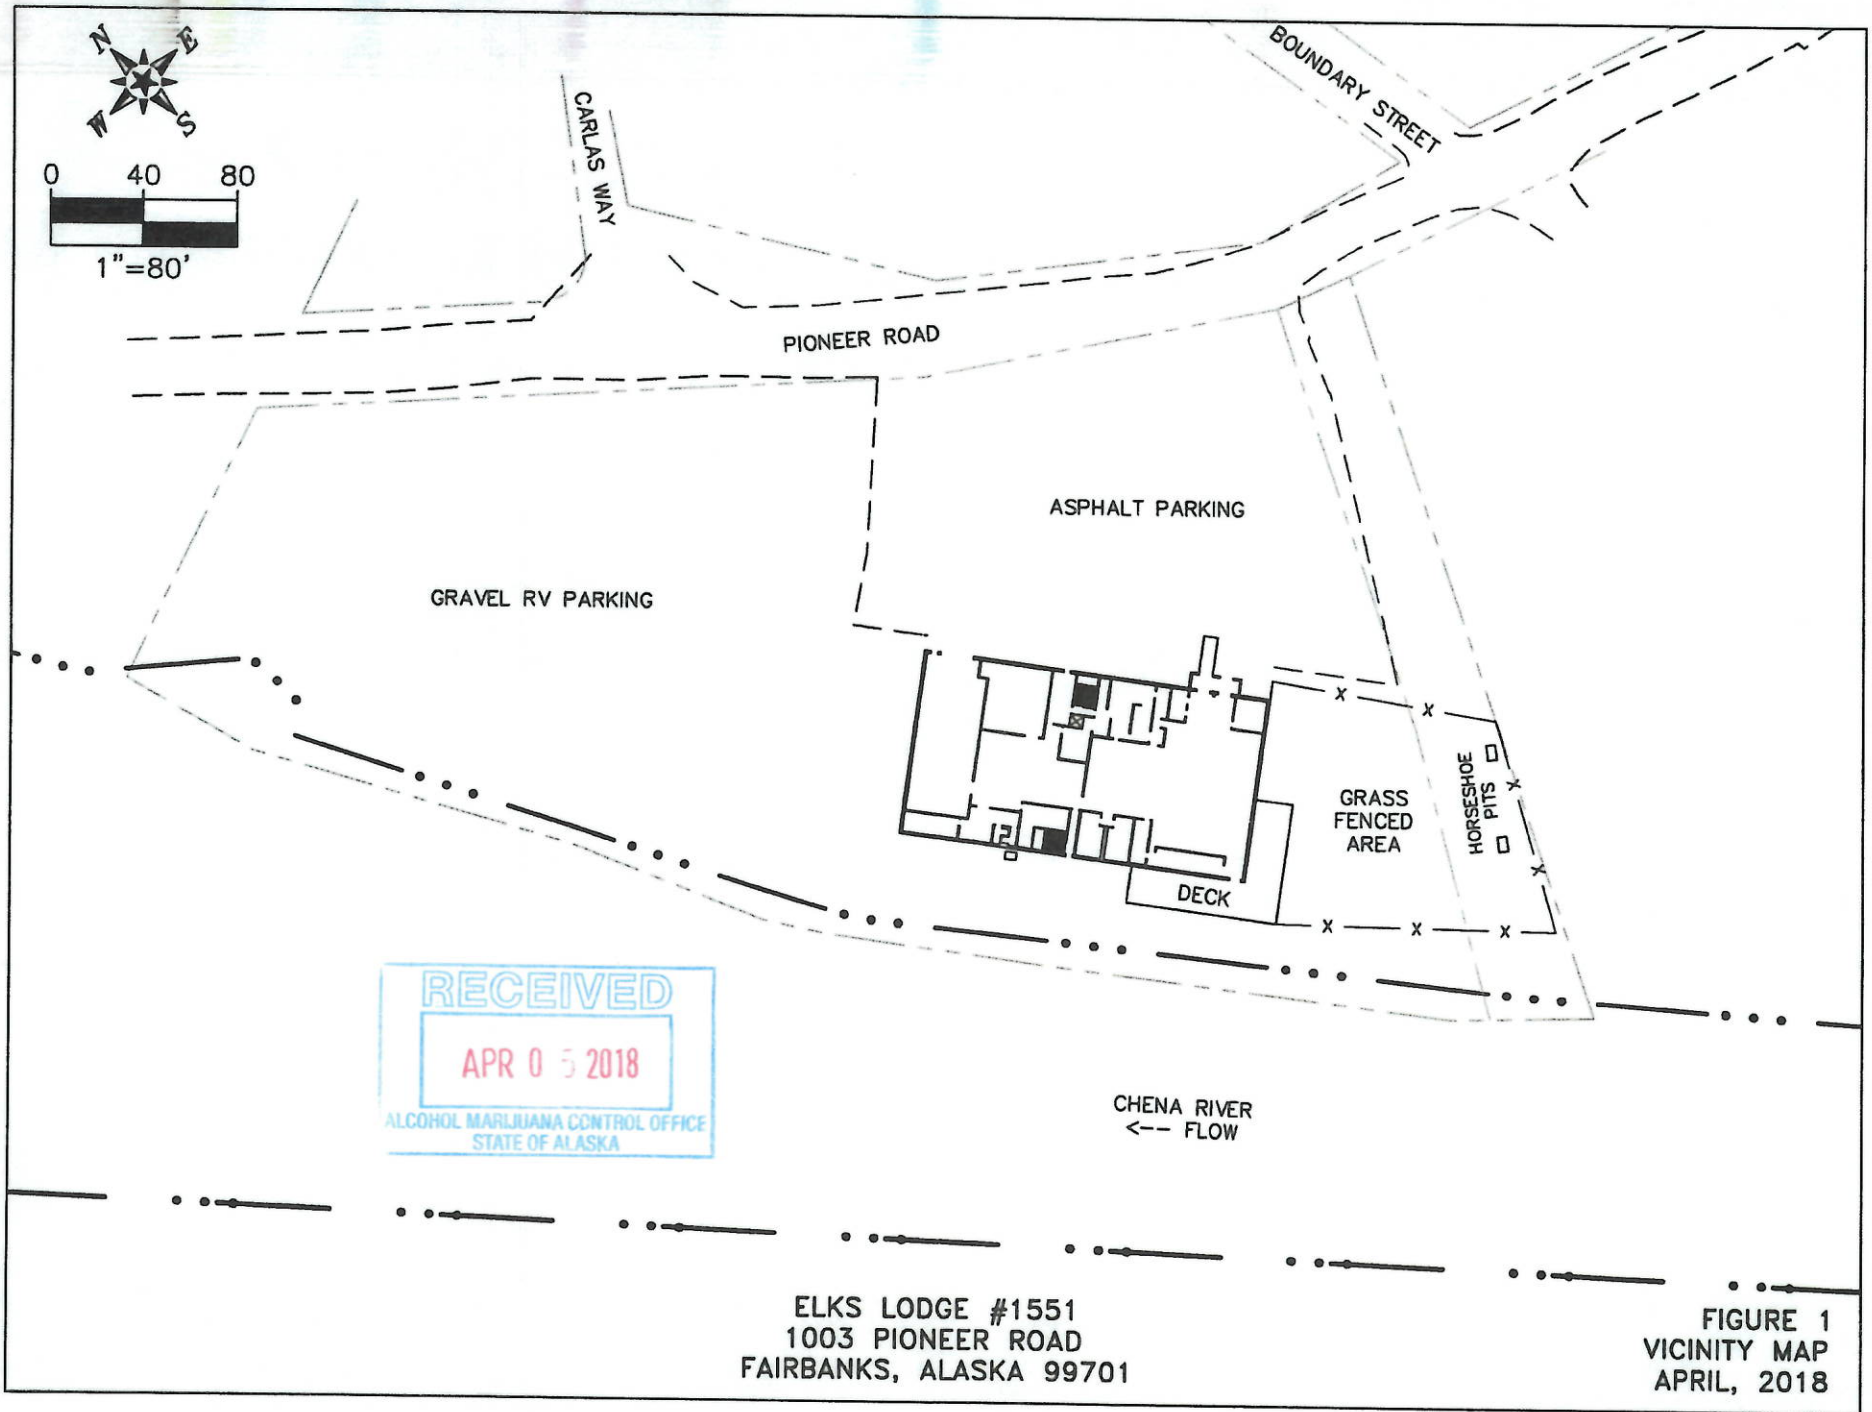 N E
W S
0 40 80
1"=80'
CARLAS WAY
BOUNDARY STREET
PIONEER ROAD
ASPHALT PARKING
GRAVEL RV PARKING
GRASS
FENCED
AREA
HORSESHOE
PITS
DECK
RECEIVED
APR 0 5 2018
ALCOHOL MARIJUANA CONTROL OFFICE
STATE OF ALASKA
CHENA RIVER
<-- FLOW
ELKS LODGE #1551
1003 PIONEER ROAD
FAIRBANKS, ALASKA 99701
FIGURE 1
VICINITY MAP
APRIL, 2018